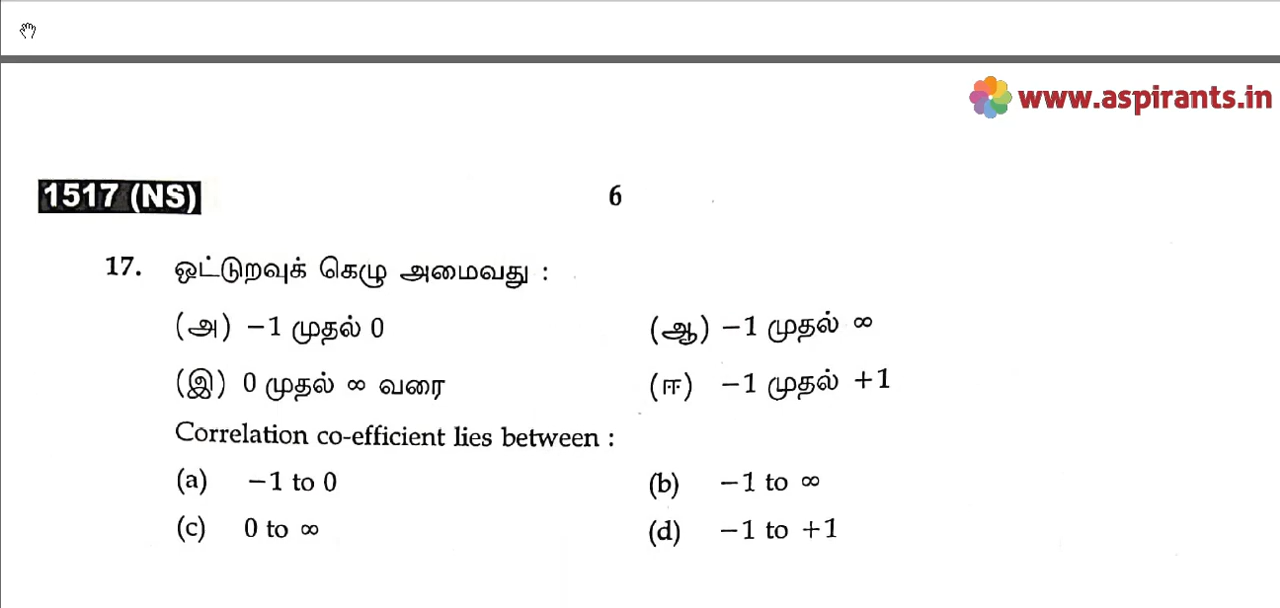 www.aspirants.in
1517 (NS) 6
17. ஒட்டுறவுக் கெழு அமைவது :
(அ) −1 முதல் 0 (ஆ) −1 முதல் ∞
(இ) 0 முதல் ∞ வரை (ஈ) −1 முதல் +1
Correlation co-efficient lies between :
(a) −1 to 0 (b) −1 to ∞
(c) 0 to ∞ (d) −1 to +1